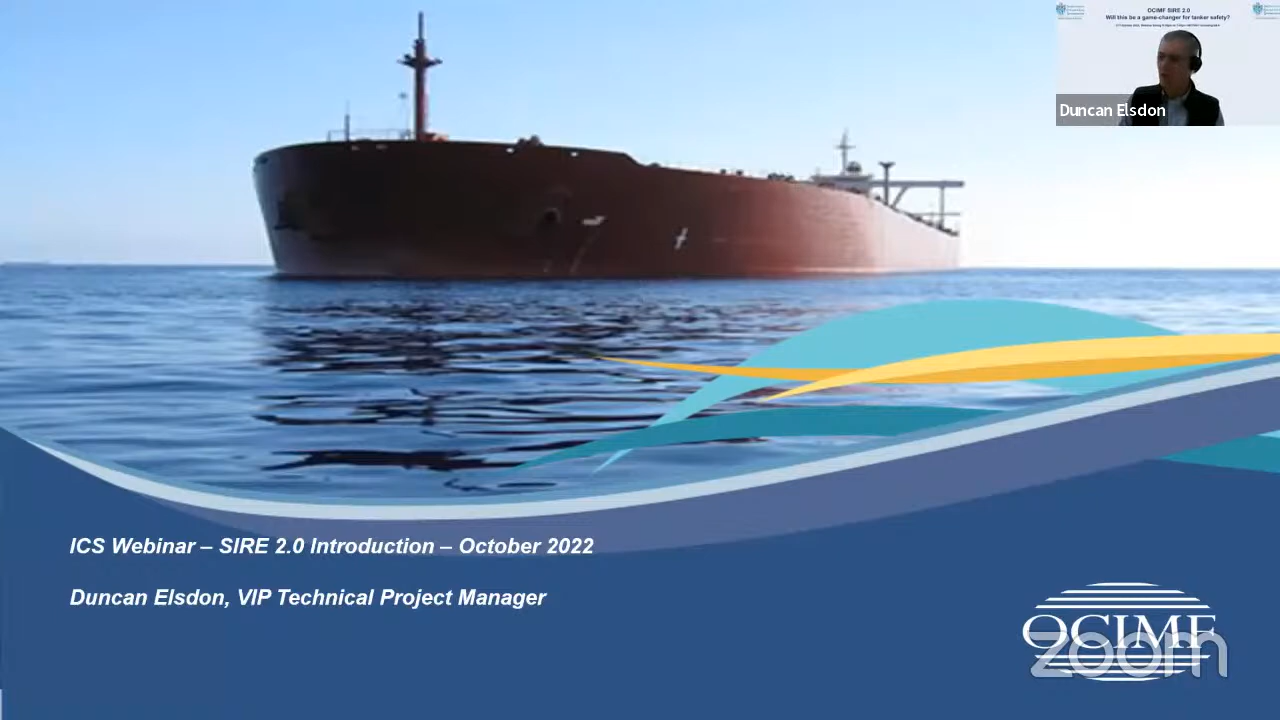 OCIMF SIRE 2.0
Will this be a game-changer for tanker safety?
Duncan Elsdon
ICS Webinar – SIRE 2.0 Introduction – October 2022
Duncan Elsdon, VIP Technical Project Manager
OCIMF
zoom